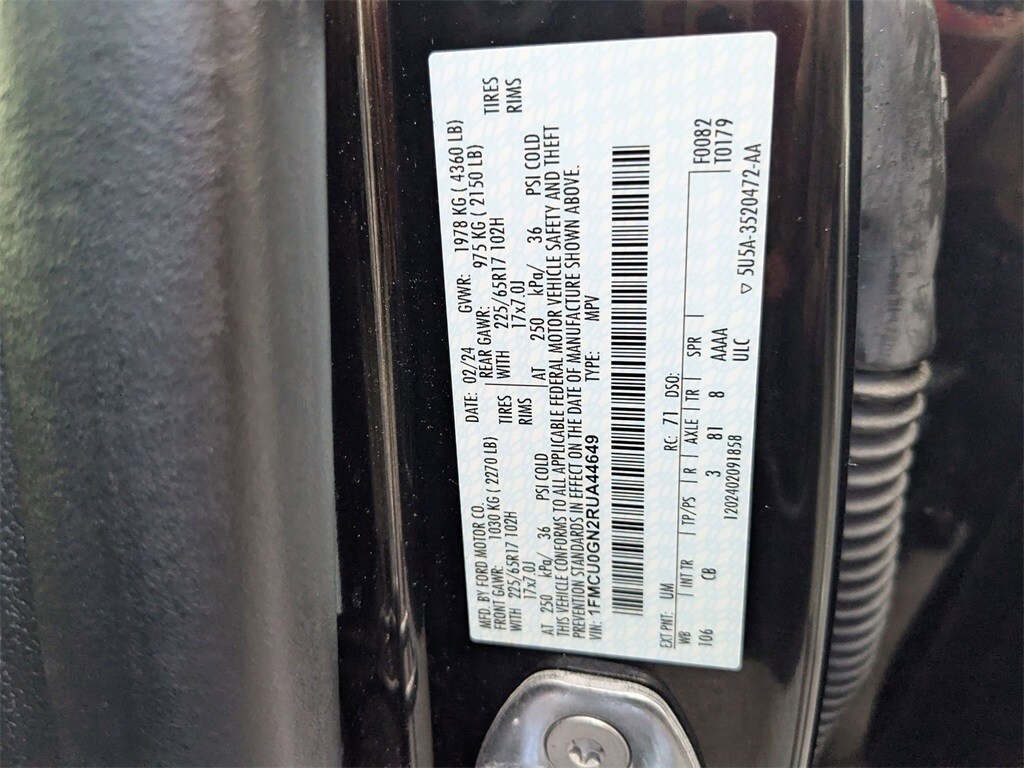 MFD. BY FORD MOTOR CO. DATE: 02/24 GVWR: 1978 KG ( 4360 LB)
FRONT GAWR: 1030 KG ( 2270 LB) REAR GAWR: 975 KG ( 2150 LB)
WITH 225/65R17 102H TIRES WITH 225/65R17 102H TIRES
17x7.0J RIMS 17x7.0J RIMS
AT 250 kPa/ 36 PSI COLD AT 250 kPa/ 36 PSI COLD
THIS VEHICLE CONFORMS TO ALL APPLICABLE FEDERAL MOTOR VEHICLE SAFETY AND THEFT
PREVENTION STANDARDS IN EFFECT ON THE DATE OF MANUFACTURE SHOWN ABOVE.
VIN: 1FMCU0GN2RUA44649 TYPE: MPV
EXT PNT: UM RC: 71 DSO: F0082
WB INT TR TP/PS R AXLE TR SPR T0179
106 CB 3 81 8 AAAA
ULC
120240209 1858 ▽ 5U5A-3520472-AA